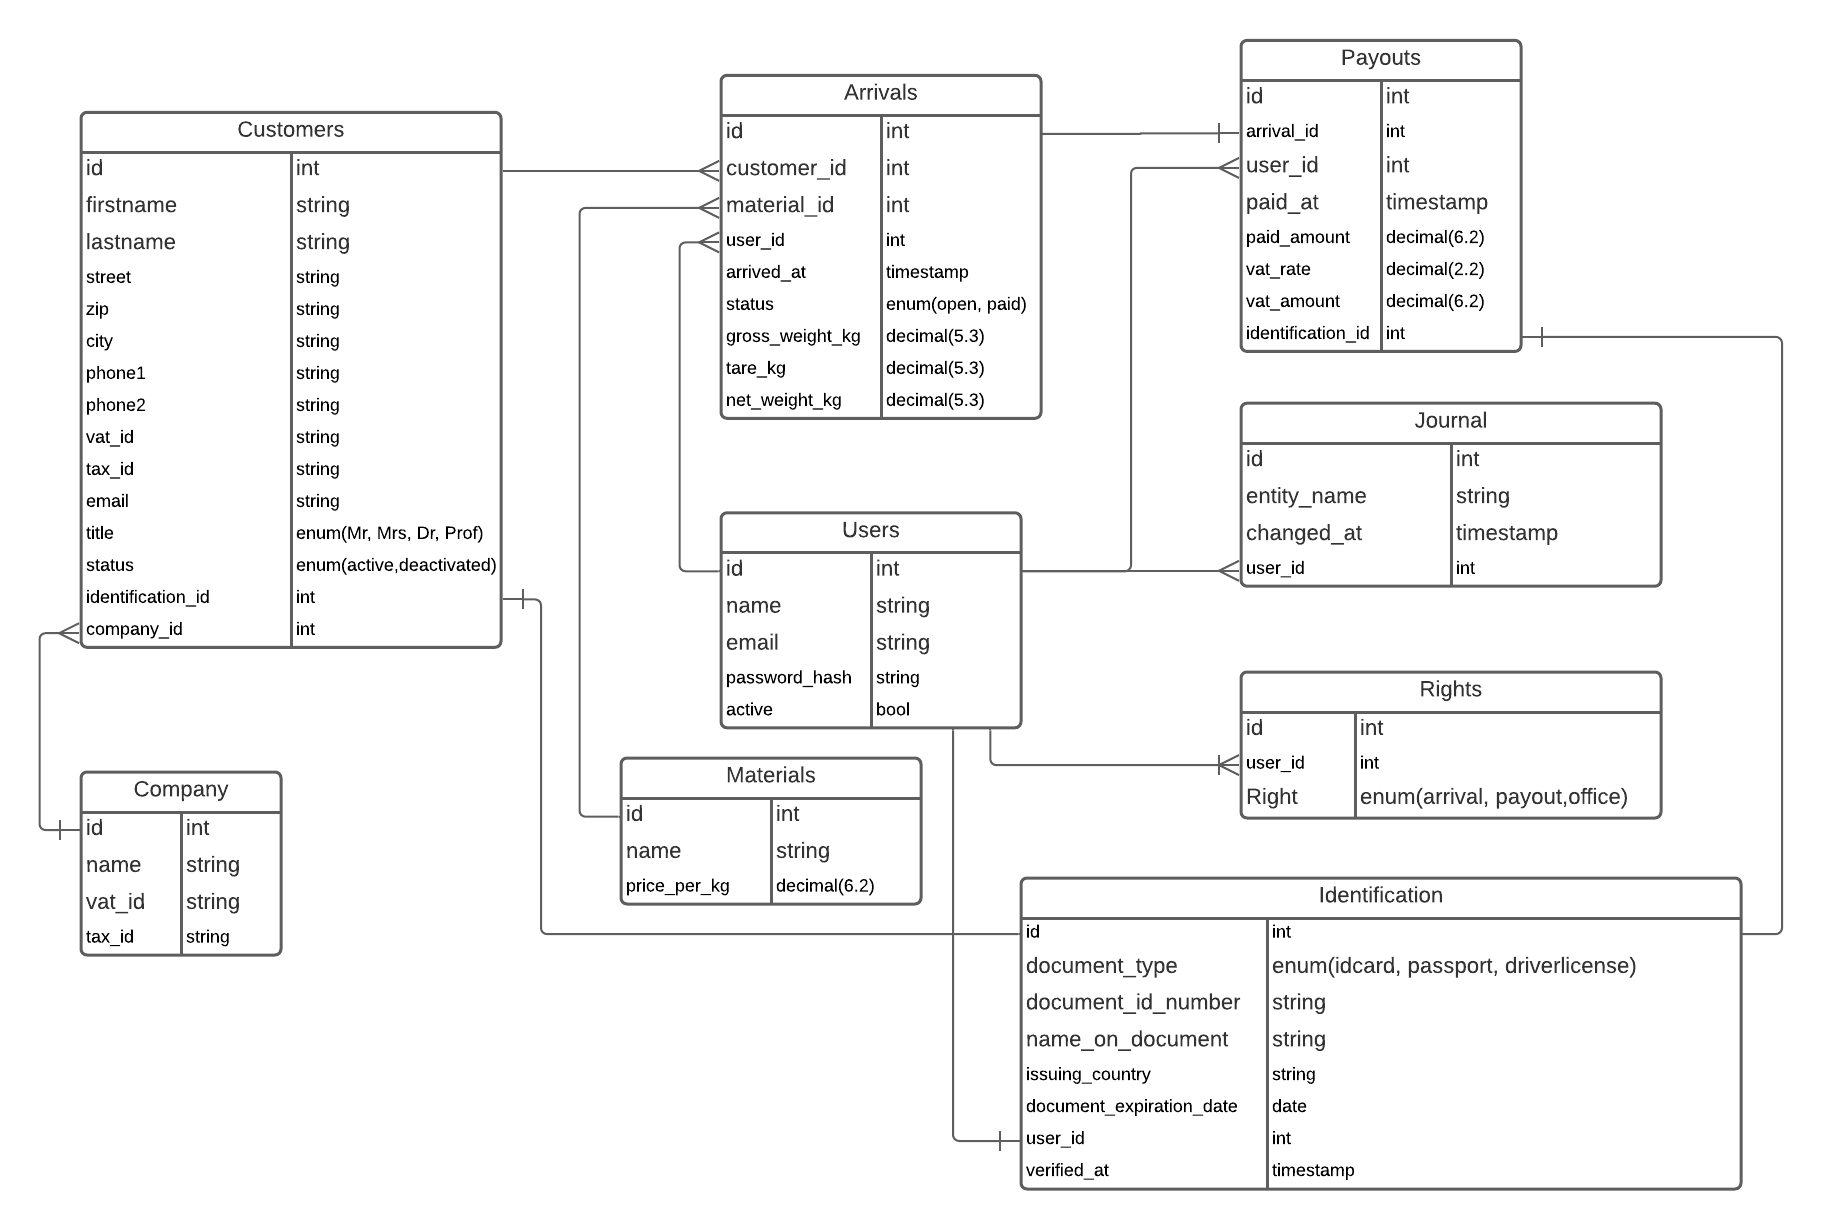 Customers
id int
firstname string
lastname string
street string
zip string
city string
phone1 string
phone2 string
vat_id string
tax_id string
email string
title enum(Mr, Mrs, Dr, Prof)
status enum(active,deactivated)
identification_id int
company_id int
Company
id int
name string
vat_id string
tax_id string
Arrivals
id int
customer_id int
material_id int
user_id int
arrived_at timestamp
status enum(open, paid)
gross_weight_kg decimal(5.3)
tare_kg decimal(5.3)
net_weight_kg decimal(5.3)
Users
id int
name string
email string
password_hash string
active bool
Materials
id int
name string
price_per_kg decimal(6.2)
Payouts
id int
arrival_id int
user_id int
paid_at timestamp
paid_amount decimal(6.2)
vat_rate decimal(2.2)
vat_amount decimal(6.2)
identification_id int
Journal
id int
entity_name string
changed_at timestamp
user_id int
Rights
id int
user_id int
Right enum(arrival, payout,office)
Identification
id int
document_type enum(idcard, passport, driverlicense)
document_id_number string
name_on_document string
issuing_country string
document_expiration_date date
user_id int
verified_at timestamp